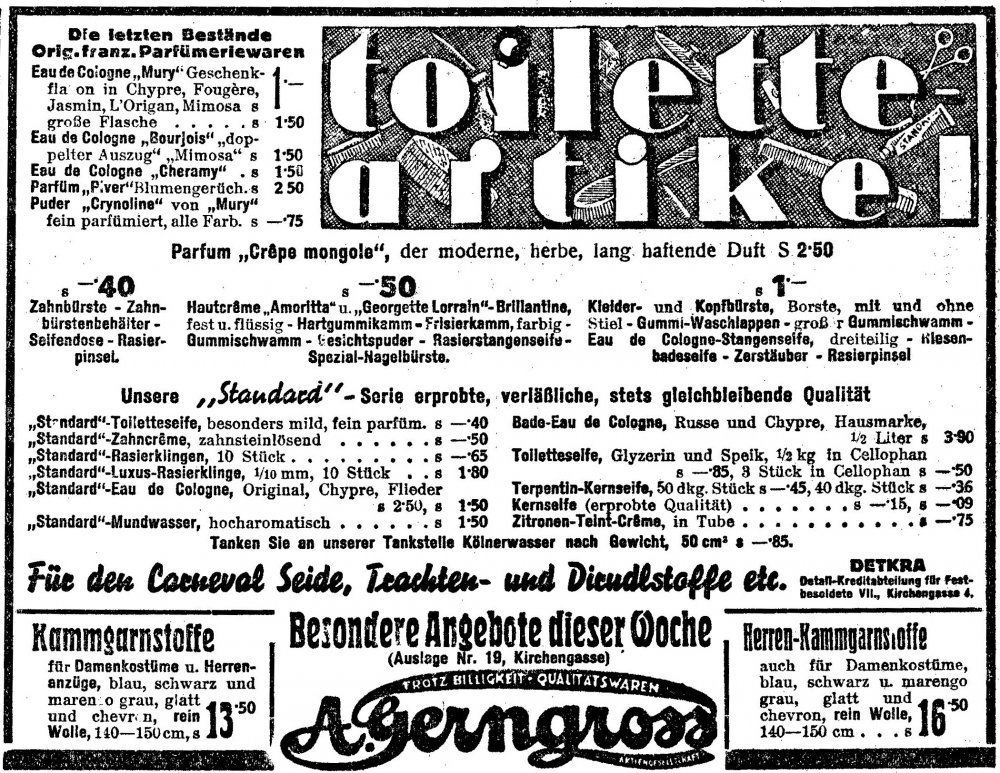 Die letzten Bestände
Orig. franz. Parfümeriewaren
Eau de Cologne „Mury“ Geschenk-
fla on in Chypre, Fougère,
Jasmin, L'Origan, Mimosa s 1.—
große Flasche . . . . . s 1·50
Eau de Cologne „Bourjois“ „dop-
pelter Auszug“ „Mimosa“ s 1·50
Eau de Cologne „Cheramy“ . s 1·50
Parfüm „P.ver“ Blumengerüch. s 2 50
Puder „Crynoline“ von „Mury“
fein parfümiert, alle Farb. s —·75
toilette-
artikel
STANDARD
Parfum „Crêpe mongole“, der moderne, herbe, lang haftende Duft S 2·50
s —·40
Zahnbürste - Zahn-
bürstenbehälter -
Seifendose - Rasier-
pinsel.
s —·50
Hautcrême „Amoritta“ u. „Georgette Lorrain“-Brillantine,
fest u. flüssig - Hartgummikamm - Frisierkamm, farbig -
Gummischwamm - Gesichtspuder - Rasierstangenseife -
Spezial-Nagelbürste.
s 1·—
Kleider- und Kopfbürste, Borste, mit und ohne
Stiel - Gummi-Waschlappen - groß r Gummischwamm -
Eau de Cologne-Stangenseife, dreiteilig - Riesen-
badeseife - Zerstäuber - Rasierpinsel
Unsere „Standard“ - Serie erprobte, verläßliche, stets gleichbleibende Qualität
„Standard“-Toiletteseife, besonders mild, fein parfüm. s —·40
„Standard“-Zahncrême, zahnsteinlösend . . . . . . s —·50
„Standard“-Rasierklingen, 10 Stück . . . . . . . . s —·65
„Standard“-Luxus-Rasierklinge, 1/10 mm, 10 Stück . . s 1·80
„Standard“-Eau de Cologne, Original, Chypre, Flieder
s 2·50, s 1·50
„Standard“-Mundwasser, hocharomatisch . . . . . . s 1·50
Bade-Eau de Cologne, Russe und Chypre, Hausmarke,
1/2 Liter s 3·90
Toiletteseife, Glyzerin und Speik, 1/2 kg in Cellophan
s —·85, 3 Stück in Cellophan s —·50
Terpentin-Kernseife, 50 dkg. Stück s —·45, 40 dkg. Stück s —·36
Kernseife (erprobte Qualität) . . . . . . . s —·15, s —·09
Zitronen-Teint-Crême, in Tube . . . . . . . . . . s —·75
Tanken Sie an unserer Tankstelle Kölnerwasser nach Gewicht, 50 cm³ s —·85.
Für den Carneval Seide, Trachten- und Dirndlstoffe etc.
DETKRA
Detail-Kreditabteilung für Fest-
besoldete VII., Kirchengasse 4.
Kammgarnstoffe
für Damenkostüme u. Herren-
anzüge, blau, schwarz und
maren o grau, glatt
und chevr n, rein
Wolle, 140—150 cm, s 13·50
Besondere Angebote dieser Woche
(Auslage Nr. 19, Kirchengasse)
TROTZ BILLIGKEIT - QUALITÄTSWAREN
A. Gerngross
AKTIENGESELLSCHAFT
Herren-Kammgarnstoffe
auch für Damenkostüme,
blau, schwarz u. marengo
grau, glatt und
chevron, rein Wolle,
140—150 cm . . . s 16·50